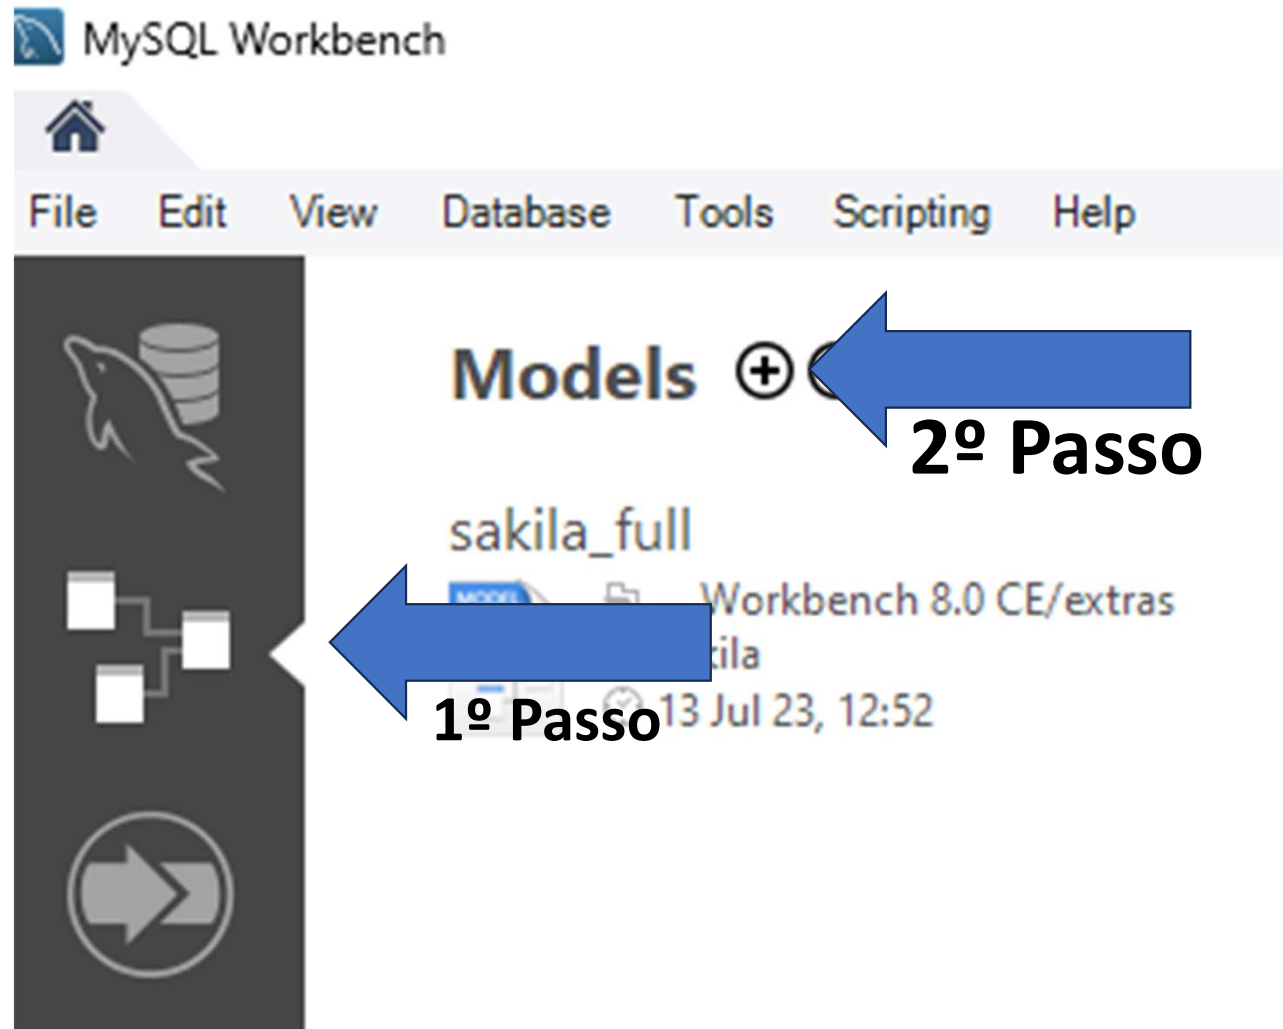 MySQL Workbench
File Edit View Database Tools Scripting Help
Models
2º Passo
sakila_full
MODEL Workbench 8.0 CE/extras
1º Passo 13 Jul 23, 12:52